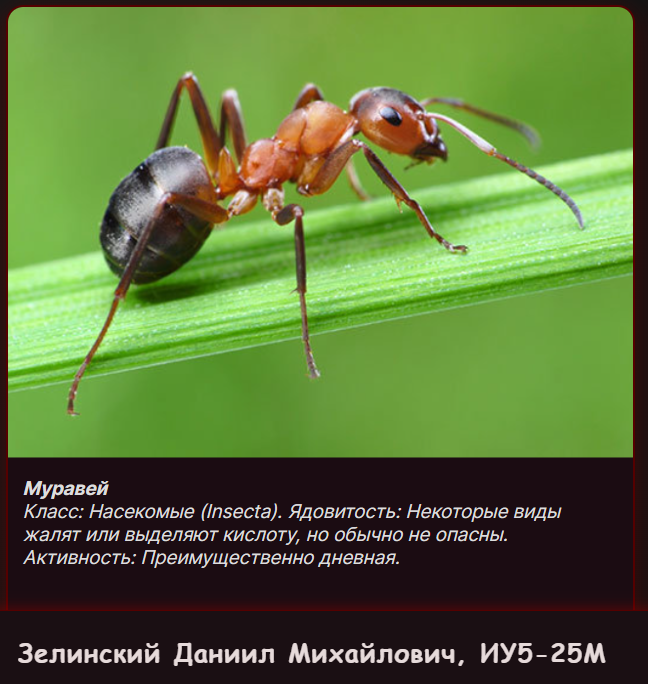 Муравей
Класс: Насекомые (Insecta). Ядовитость: Некоторые виды
жалят или выделяют кислоту, но обычно не опасны.
Активность: Преимущественно дневная.
Зелинский Даниил Михайлович, ИУ5-25М